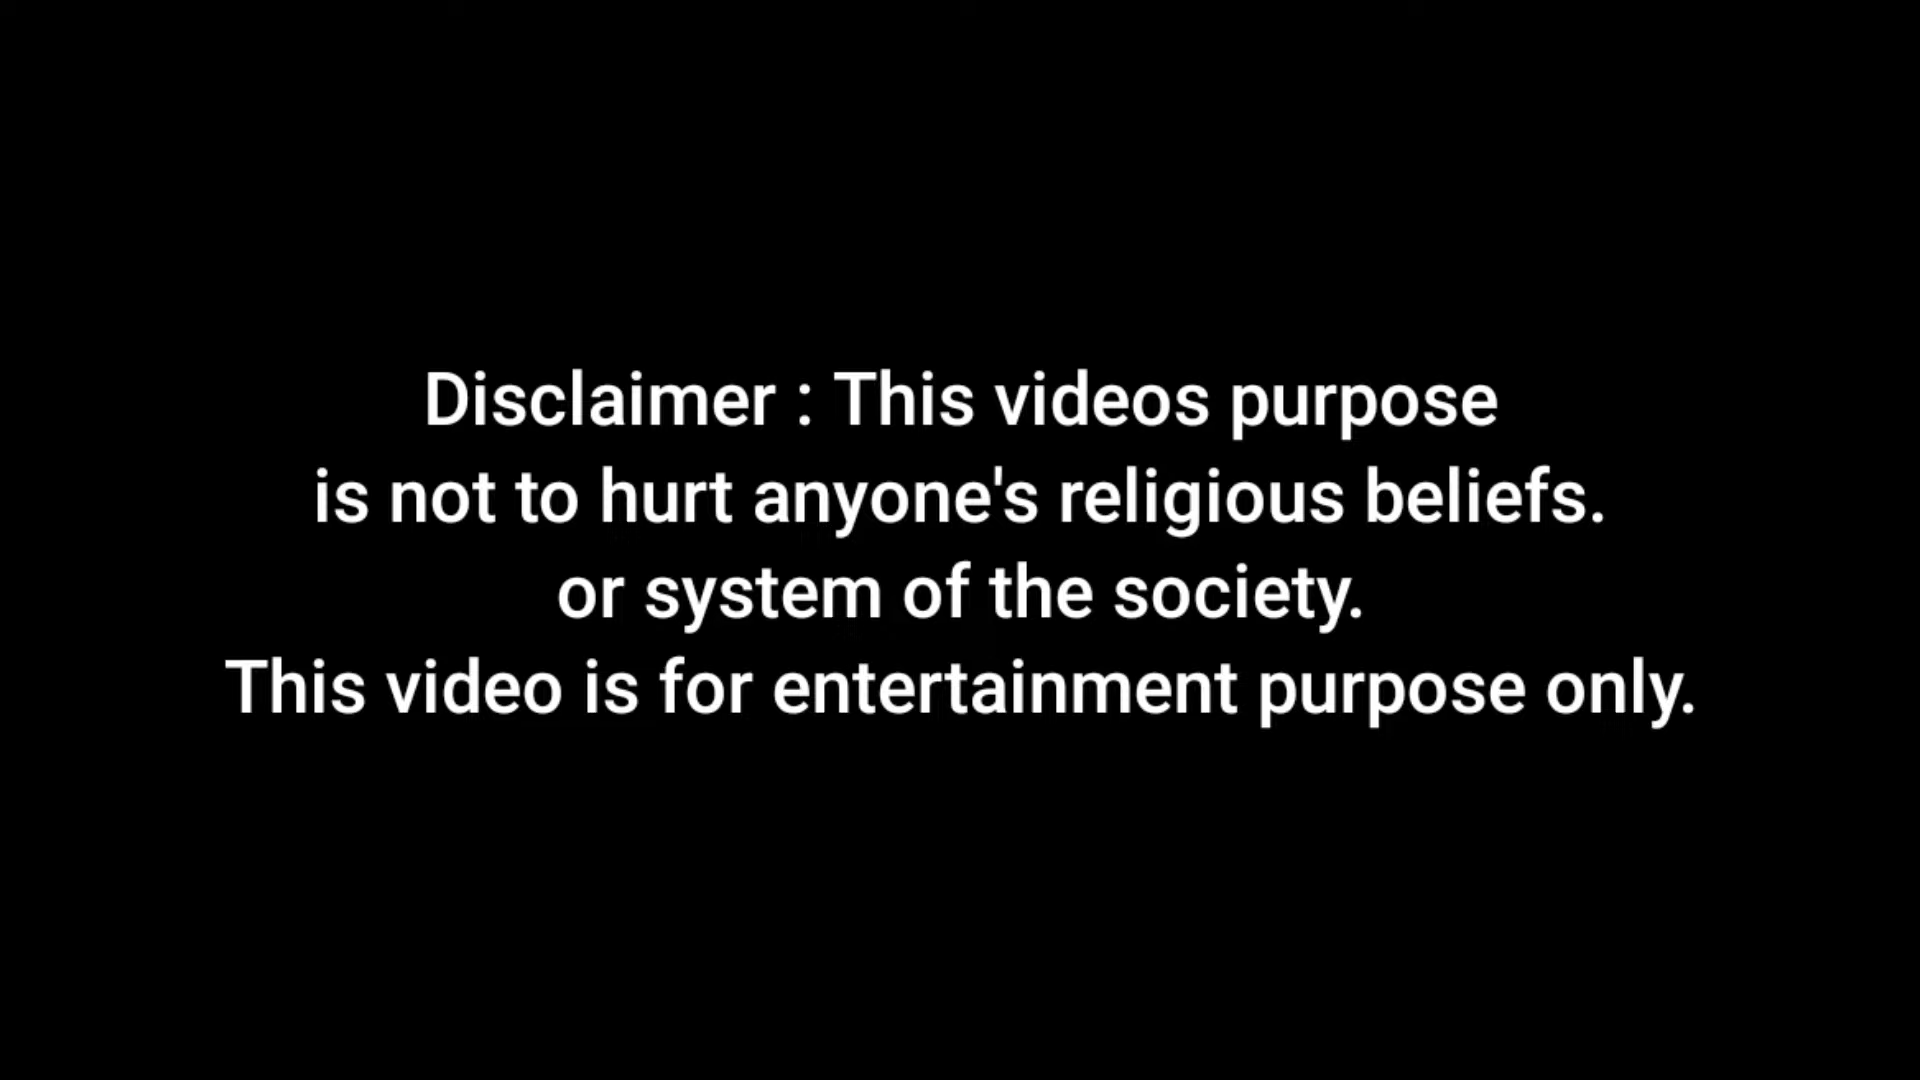 Disclaimer : This videos purpose
is not to hurt anyone's religious beliefs.
or system of the society.
This video is for entertainment purpose only.